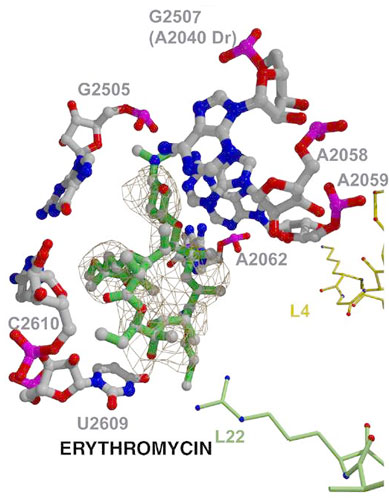 G2507
(A2040 Dr)
G2505
A2058
A2059
A2062
L4
C2610
U2609
L22
ERYTHROMYCIN